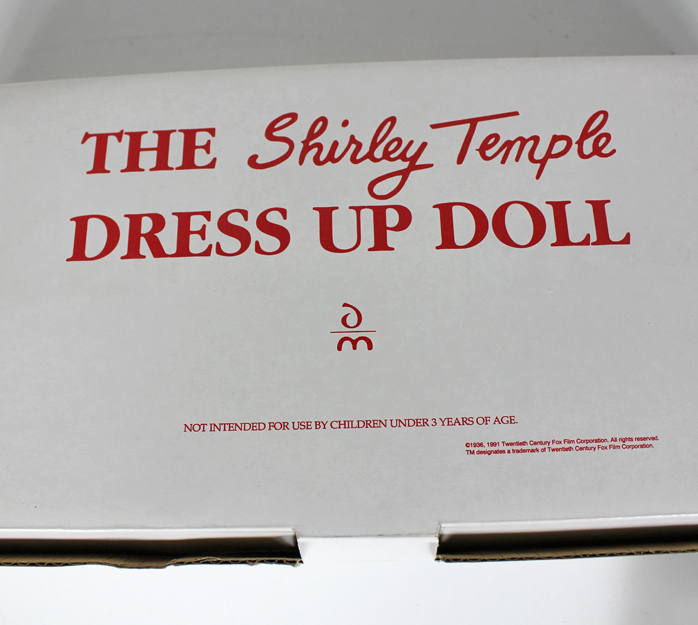 THE Shirley Temple
DRESS UP DOLL
dm
NOT INTENDED FOR USE BY CHILDREN UNDER 3 YEARS OF AGE.
©1936, 1991 Twentieth Century Fox Film Corporation. All rights reserved.
TM designates a trademark of Twentieth Century Fox Film Corporation.